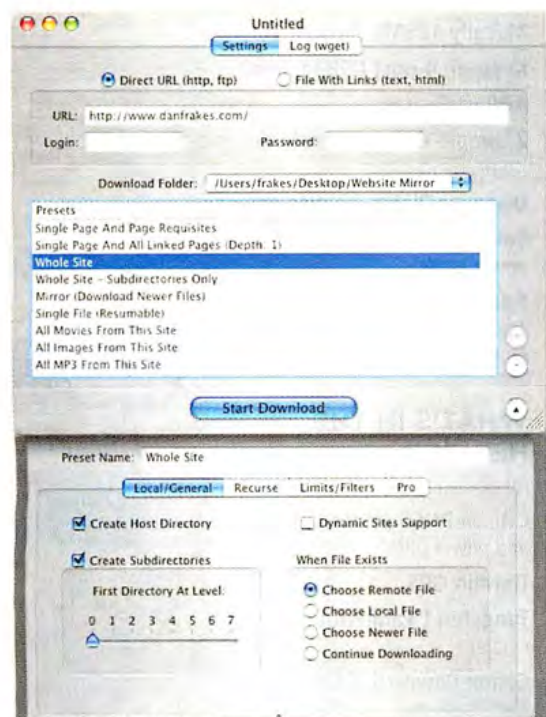 Untitled
Settings Log (wget)
Direct URL (http, ftp) File With Links (text, html)
URL: http://www.danfrakes.com/
Login: Password:
Download Folder: /Users/frakes/Desktop/Website Mirror
Presets
Single Page And Page Requisites
Single Page And All Linked Pages (Depth: 1)
Whole Site
Whole Site - Subdirectories Only
Mirror (Download Newer Files)
Single File (Resumable)
All Movies From This Site
All Images From This Site
All MP3 From This Site
Start Download
Preset Name: Whole Site
Local/General Recurse Limits/Filters Pro
Create Host Directory Dynamic Sites Support
Create Subdirectories When File Exists
First Directory At Level: Choose Remote File
0 1 2 3 4 5 6 7 Choose Local File
Choose Newer File
Continue Downloading